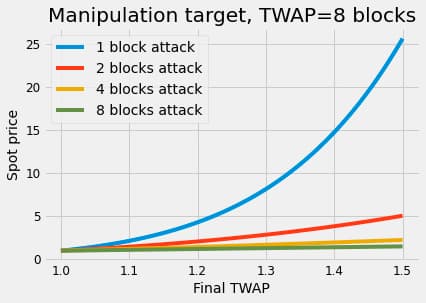 Manipulation target, TWAP=8 blocks
1 block attack
2 blocks attack
4 blocks attack
8 blocks attack
Spot price
25
20
15
10
5
0
1.0 1.1 1.2 1.3 1.4 1.5
Final TWAP